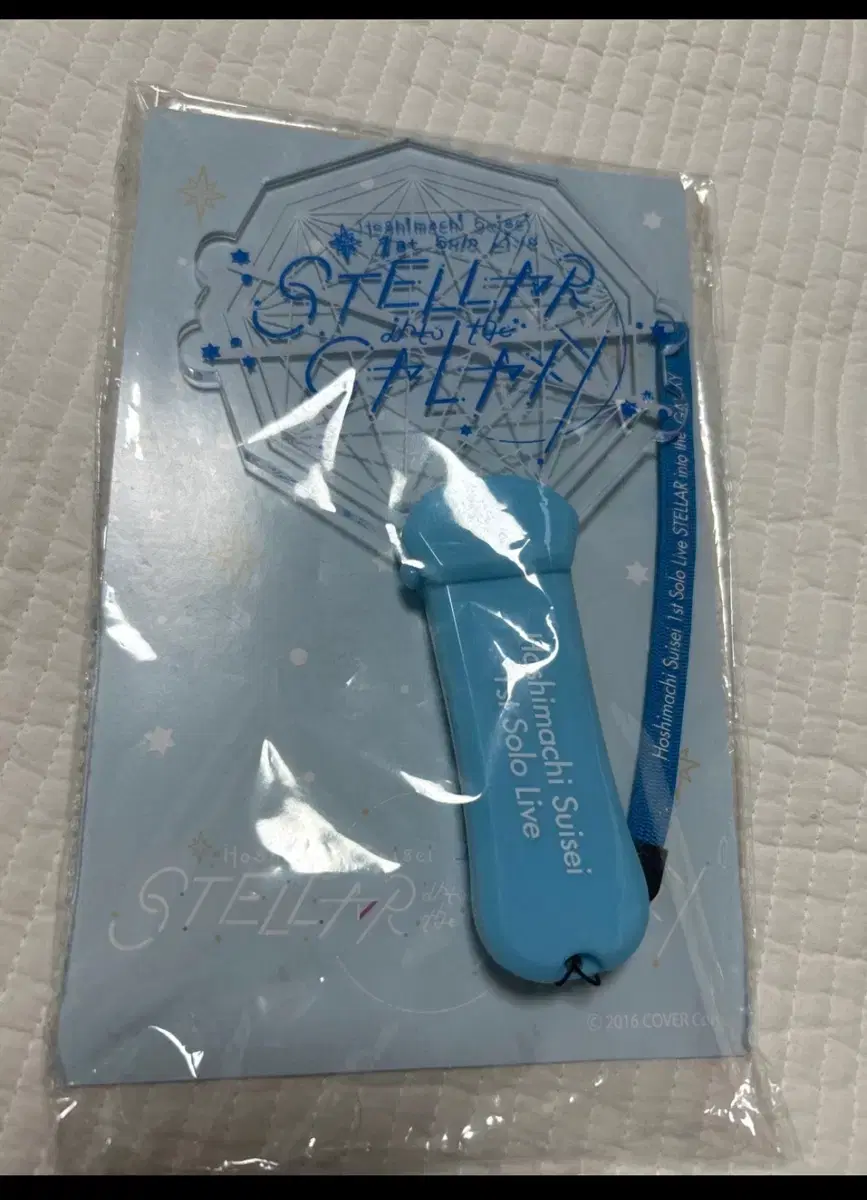 Hoshimachi Suisei
1st Solo Live
STELLAR
into the
GALAXY
Hoshimachi Suisei 1st Solo Live STELLAR into the GALAXY
Hoshimachi Suisei
1st Solo Live
STELLAR
the
© 2016 COVER